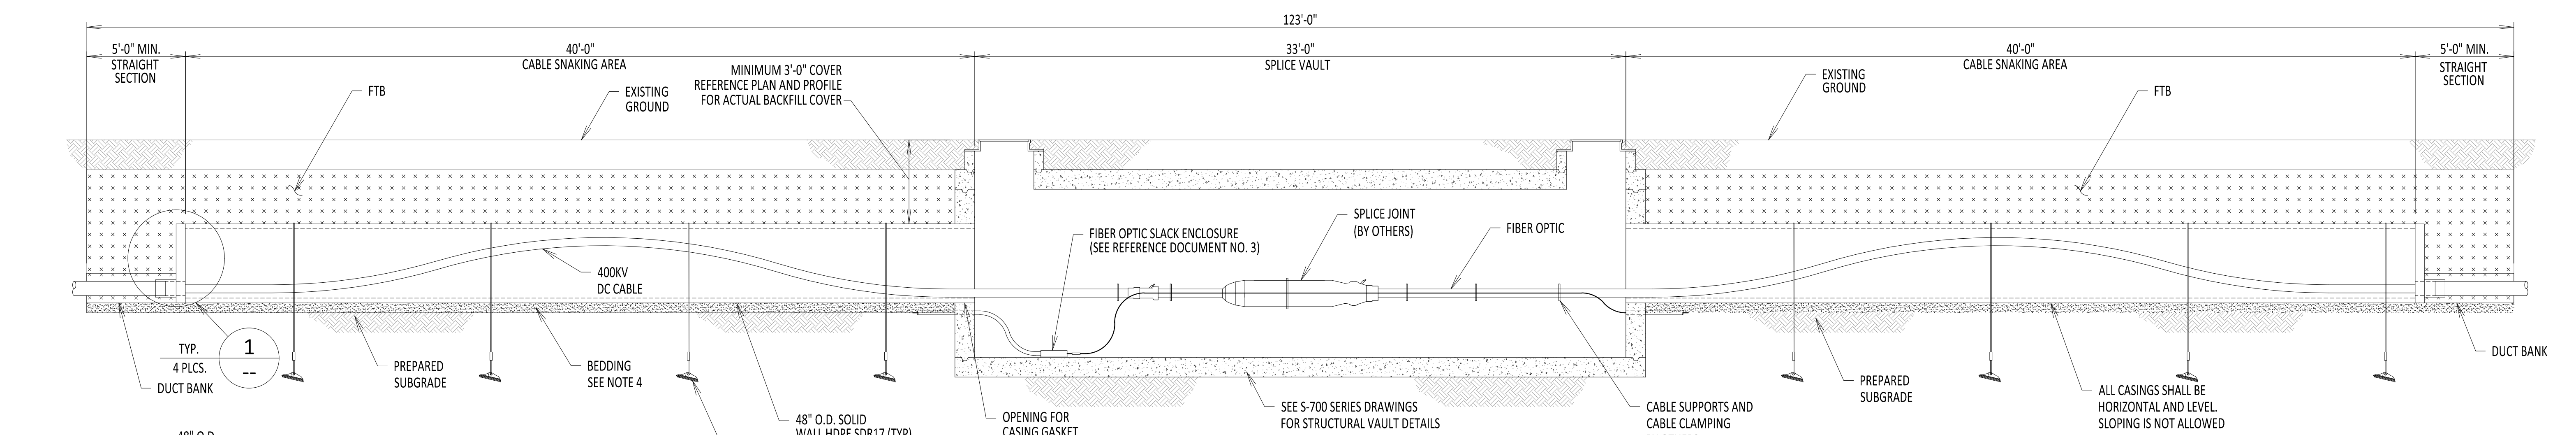 123'-0"
5'-0" MIN.
STRAIGHT
SECTION
40'-0"
CABLE SNAKING AREA
33'-0"
SPLICE VAULT
40'-0"
CABLE SNAKING AREA
5'-0" MIN.
STRAIGHT
SECTION
MINIMUM 3'-0" COVER
REFERENCE PLAN AND PROFILE
FOR ACTUAL BACKFILL COVER
FTB
EXISTING
GROUND
EXISTING
GROUND
FTB
FIBER OPTIC SLACK ENCLOSURE
(SEE REFERENCE DOCUMENT NO. 3)
SPLICE JOINT
(BY OTHERS)
FIBER OPTIC
400KV
DC CABLE
TYP.
4 PLCS.
1
--
DUCT BANK
PREPARED
SUBGRADE
BEDDING
SEE NOTE 4
48" O.D.
48" O.D. SOLID
WALL HDPE SDR17 (TYP)
OPENING FOR
CASING GASKET
SEE S-700 SERIES DRAWINGS
FOR STRUCTURAL VAULT DETAILS
CABLE SUPPORTS AND
CABLE CLAMPING
PREPARED
SUBGRADE
ALL CASINGS SHALL BE
HORIZONTAL AND LEVEL.
SLOPING IS NOT ALLOWED
DUCT BANK